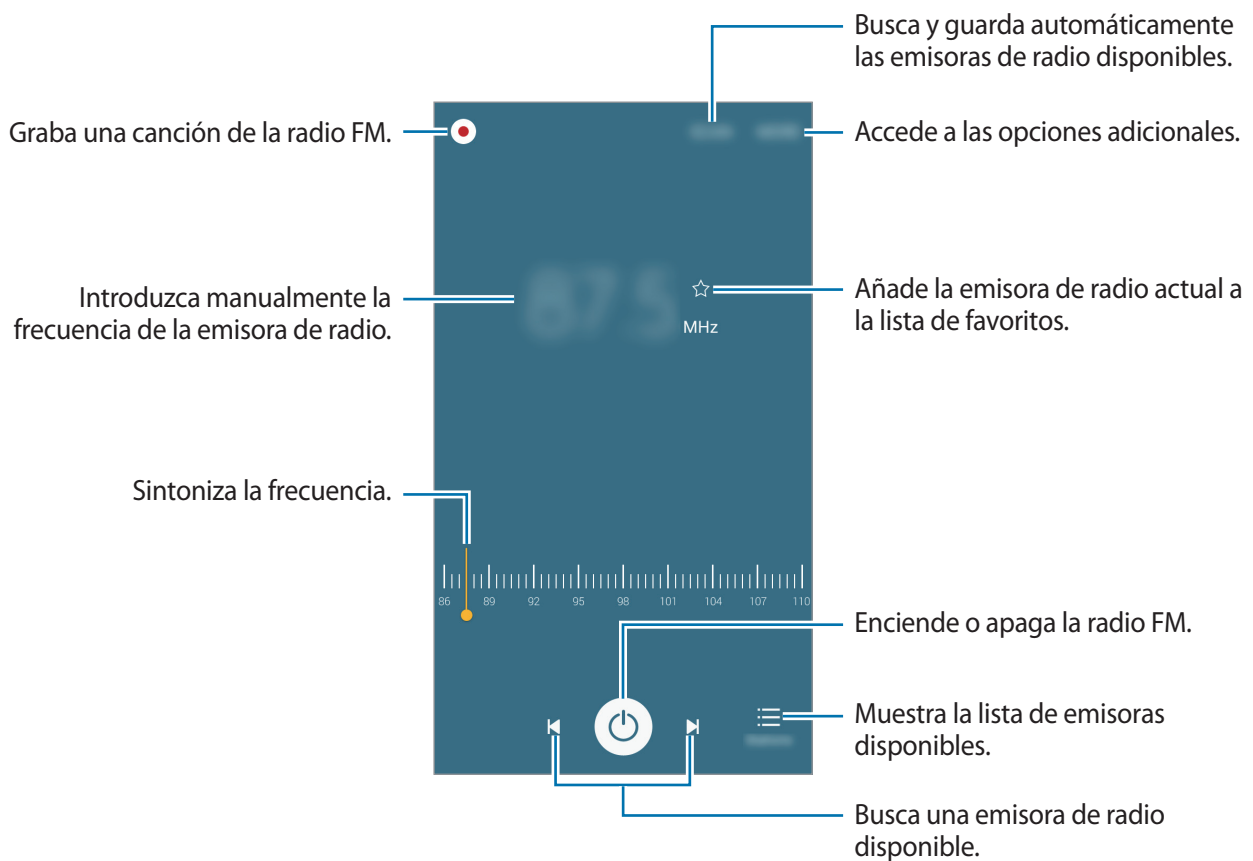 Busca y guarda automáticamente
las emisoras de radio disponibles.
Graba una canción de la radio FM.
Accede a las opciones adicionales.
Introduzca manualmente la
frecuencia de la emisora de radio.
87.5
MHz
Añade la emisora de radio actual a
la lista de favoritos.
Sintoniza la frecuencia.
86 89 92 95 98 101 104 107 110
Enciende o apaga la radio FM.
Muestra la lista de emisoras
disponibles.
Busca una emisora de radio
disponible.